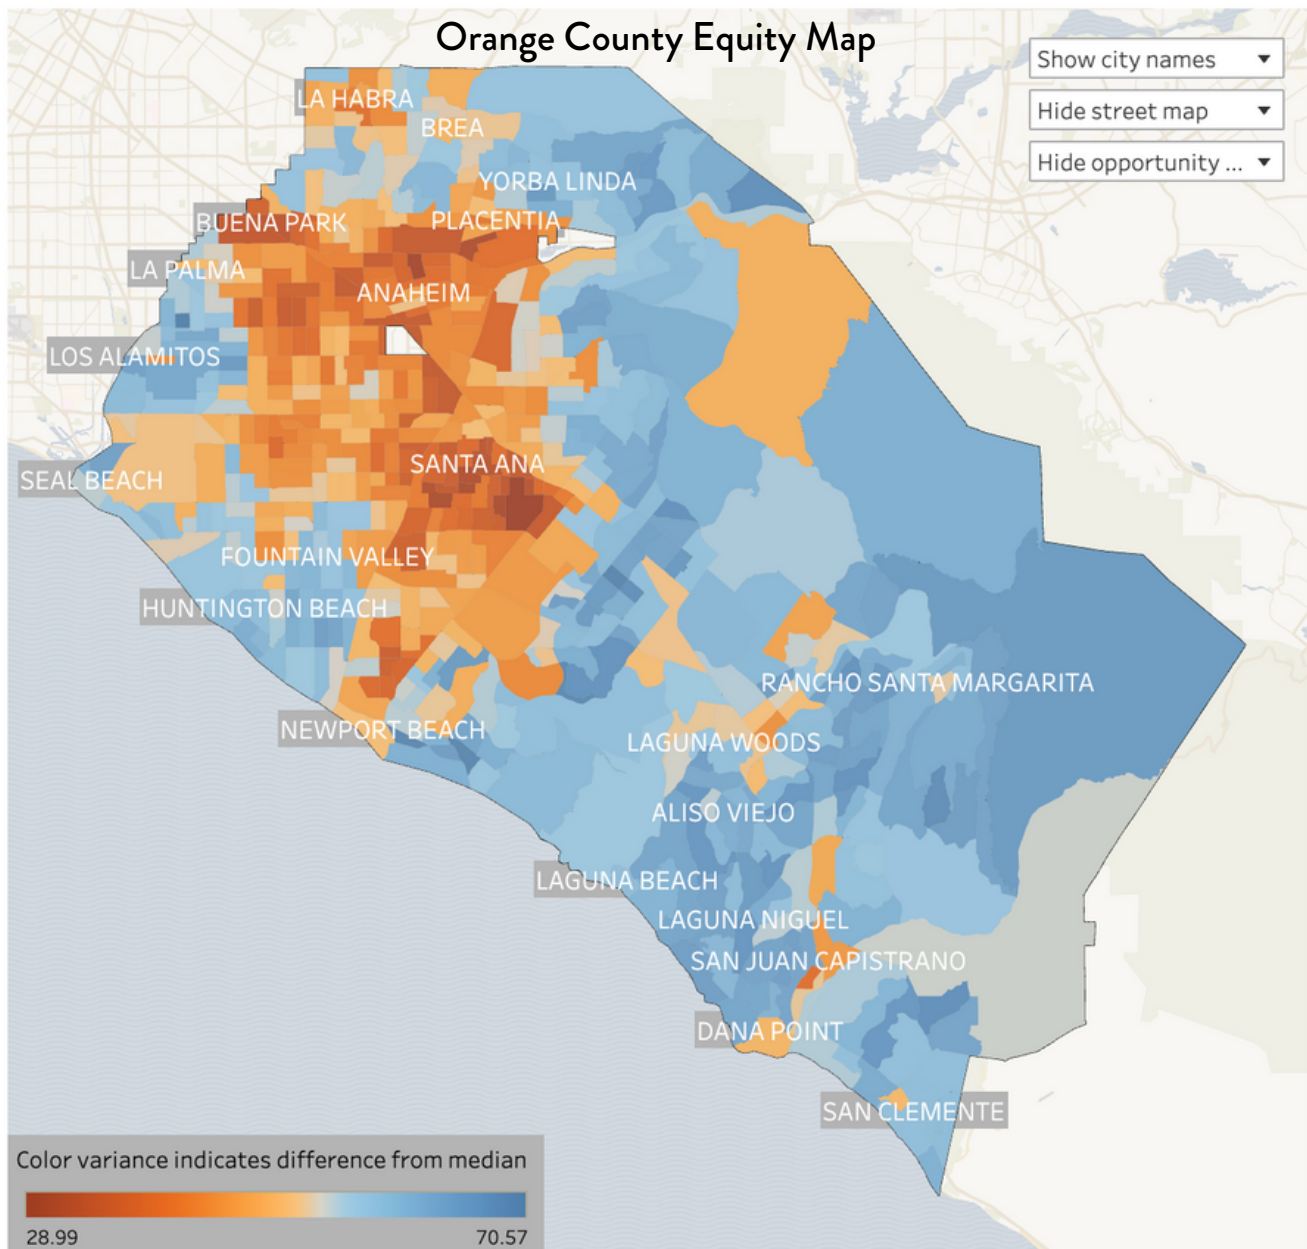 Orange County Equity Map
Show city names
Hide street map
Hide opportunity ...
LA HABRA
BREA
YORBA LINDA
BUENA PARK
PLACENTIA
LA PALMA
ANAHEIM
LOS ALAMITOS
SANTA ANA
SEAL BEACH
FOUNTAIN VALLEY
HUNTINGTON BEACH
RANCHO SANTA MARGARITA
NEWPORT BEACH
LAGUNA WOODS
ALISO VIEJO
LAGUNA BEACH
LAGUNA NIGUEL
SAN JUAN CAPISTRANO
DANA POINT
SAN CLEMENTE
Color variance indicates difference from median
28.99 70.57